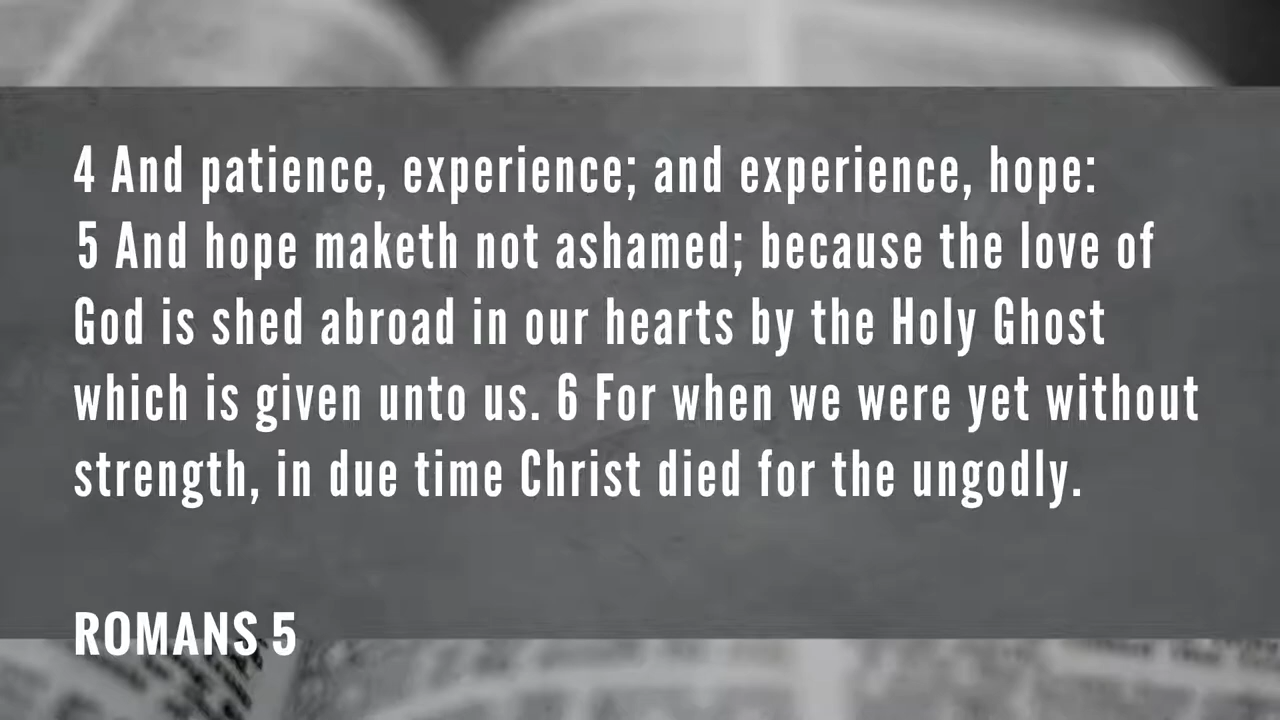 4 And patience, experience; and experience, hope:
5 And hope maketh not ashamed; because the love of
God is shed abroad in our hearts by the Holy Ghost
which is given unto us. 6 For when we were yet without
strength, in due time Christ died for the ungodly.
ROMANS 5